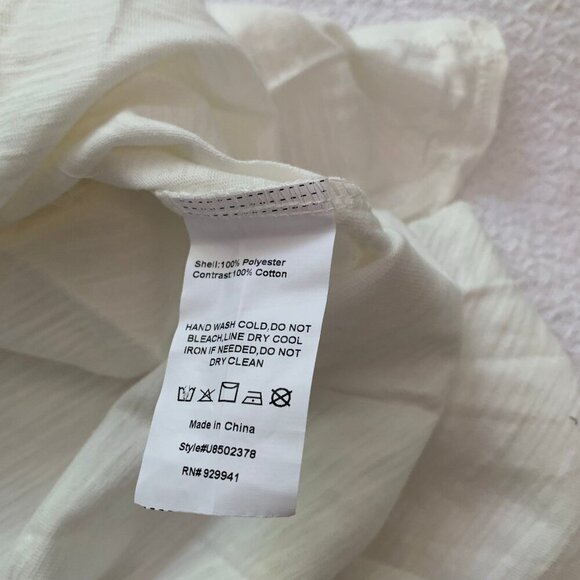 Shell:100% Polyester
Contrast:100% Cotton
HAND WASH COLD,DO NOT
BLEACH,LINE DRY COOL
IRON IF NEEDED,DO NOT
DRY CLEAN
Made in China
Style#U8502378
RN# 929941